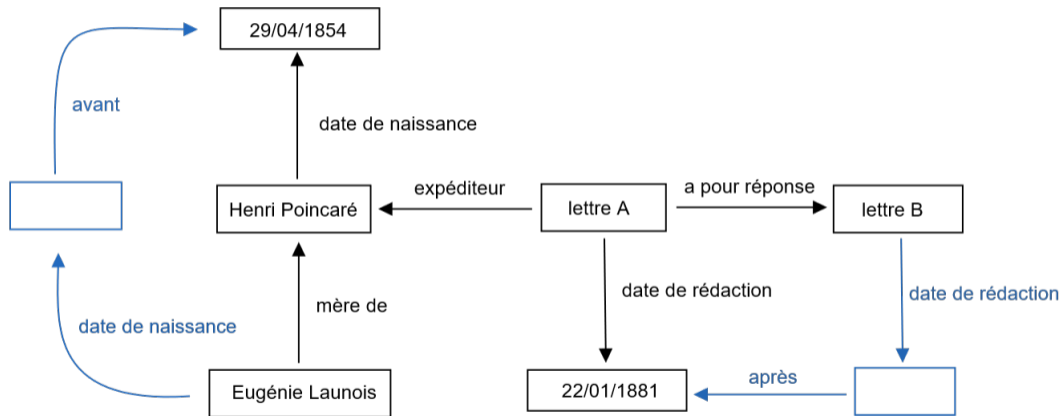 29/04/1854
avant
date de naissance
expéditeur
a pour réponse
Henri Poincaré
lettre A
lettre B
date de rédaction
date de rédaction
mère de
date de naissance
après
Eugénie Launois
22/01/1881